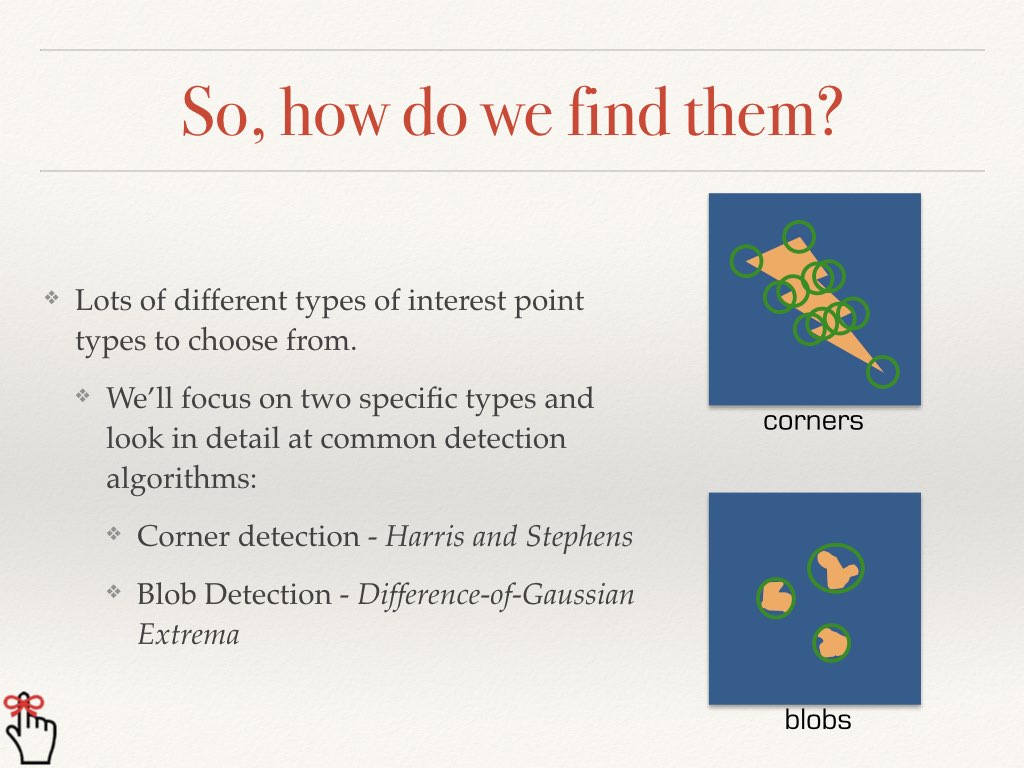 So, how do we find them?
❖ Lots of different types of interest point
types to choose from.
❖ We’ll focus on two specific types and
look in detail at common detection
algorithms:
❖ Corner detection - Harris and Stephens
❖ Blob Detection - Difference-of-Gaussian
Extrema
corners
blobs